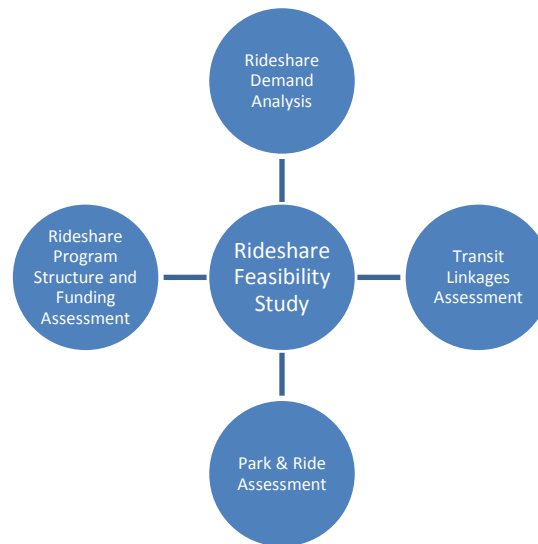 Rideshare
Demand
Analysis
Rideshare
Program
Structure and
Funding
Assessment
Rideshare
Feasibility
Study
Transit
Linkages
Assessment
Park & Ride
Assessment